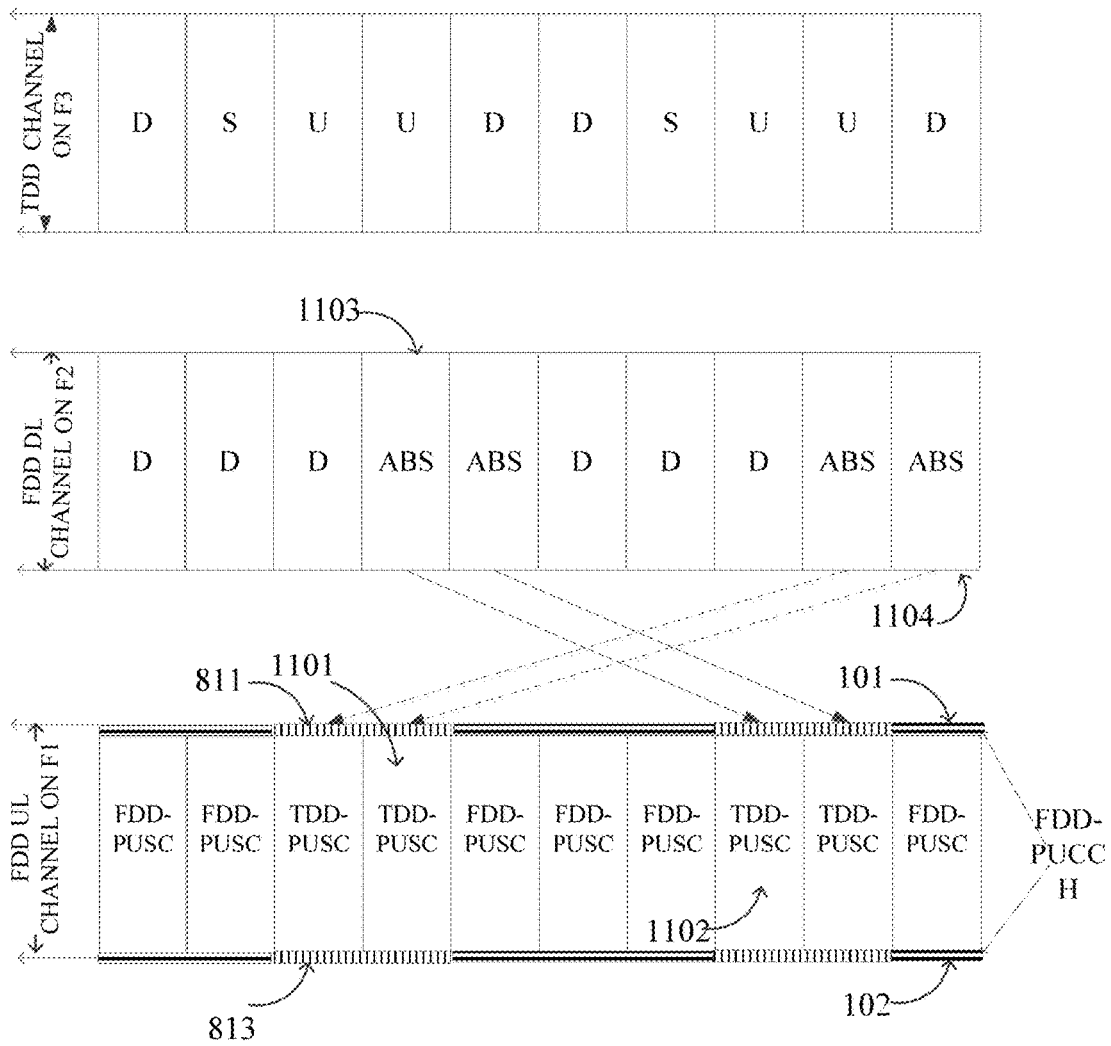 TDD CHANNEL
ON F3
D S U U D D S U U D
1103
FDD DL
CHANNEL ON F2
D D D ABS ABS D D D ABS ABS
1104
811 1101 101
FDD UL
CHANNEL ON F1
FDD- FDD- TDD- TDD- FDD- FDD- FDD- TDD- TDD- FDD-
PUSC PUSC PUSC PUSC PUSC PUSC PUSC PUSC PUSC PUSC
FDD-
PUCC
H
1102
813 102